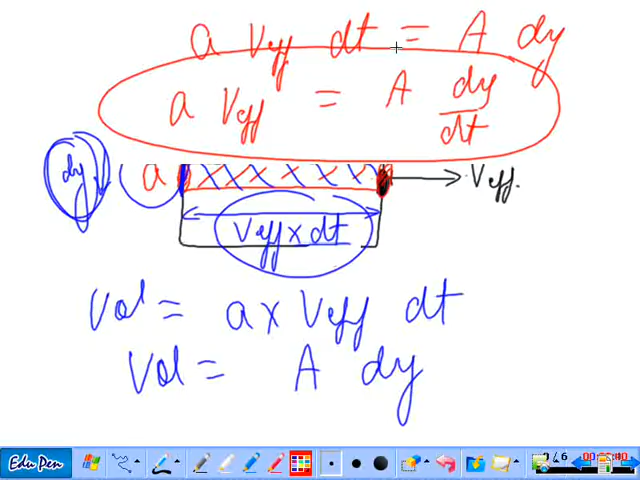 a Veff dt = A dy
a Veff = A dy/dt
dy a Veff.
Veff x dt
Vol = a x Veff dt
Vol = A dy
Edu Pen